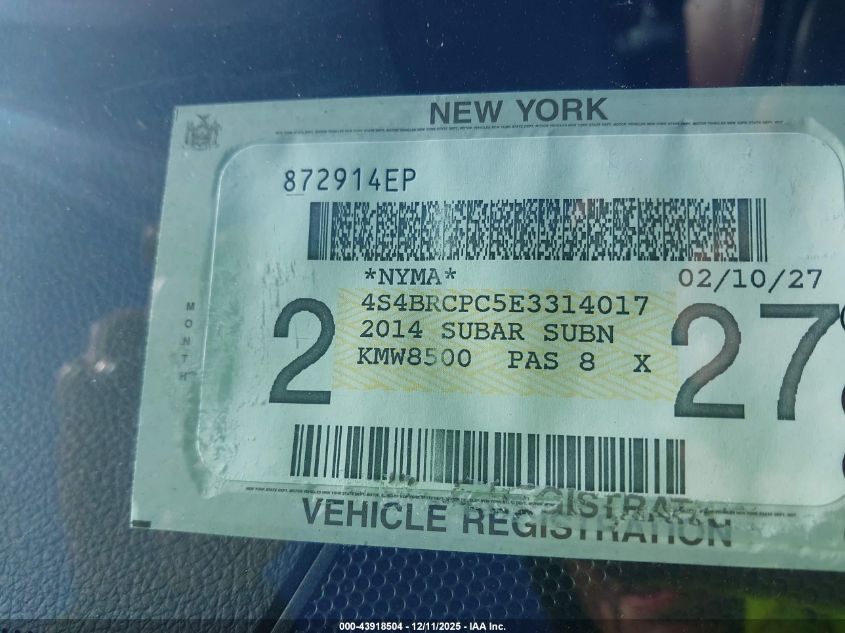 NEW YORK
872914EP
*NYMA* 02/10/27
MONTH
2 27
4S4BRCPC5E3314017
2014 SUBAR SUBN
KMW8500 PAS 8 X
REGISTRAT
VEHICLE REGISTRATION
000-43918504 - 12/11/2025 - IAA Inc.